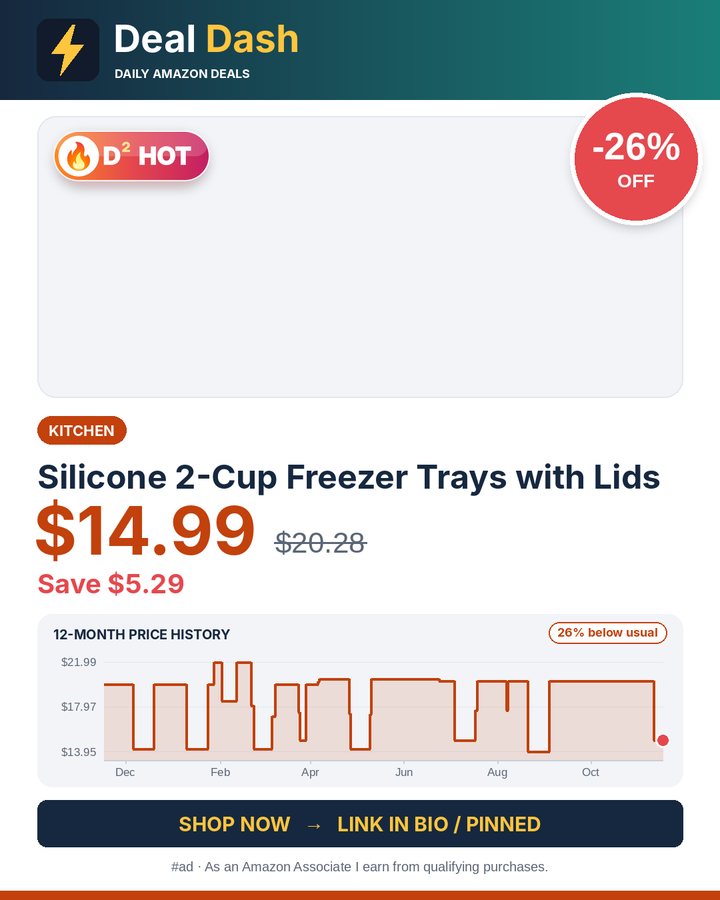 Deal Dash
DAILY AMAZON DEALS
D² HOT
-26%
OFF
KITCHEN
Silicone 2-Cup Freezer Trays with Lids
$14.99 $20.28
Save $5.29
12-MONTH PRICE HISTORY
26% below usual
$21.99
$17.97
$13.95
Dec Feb Apr Jun Aug Oct
SHOP NOW → LINK IN BIO / PINNED
#ad · As an Amazon Associate I earn from qualifying purchases.